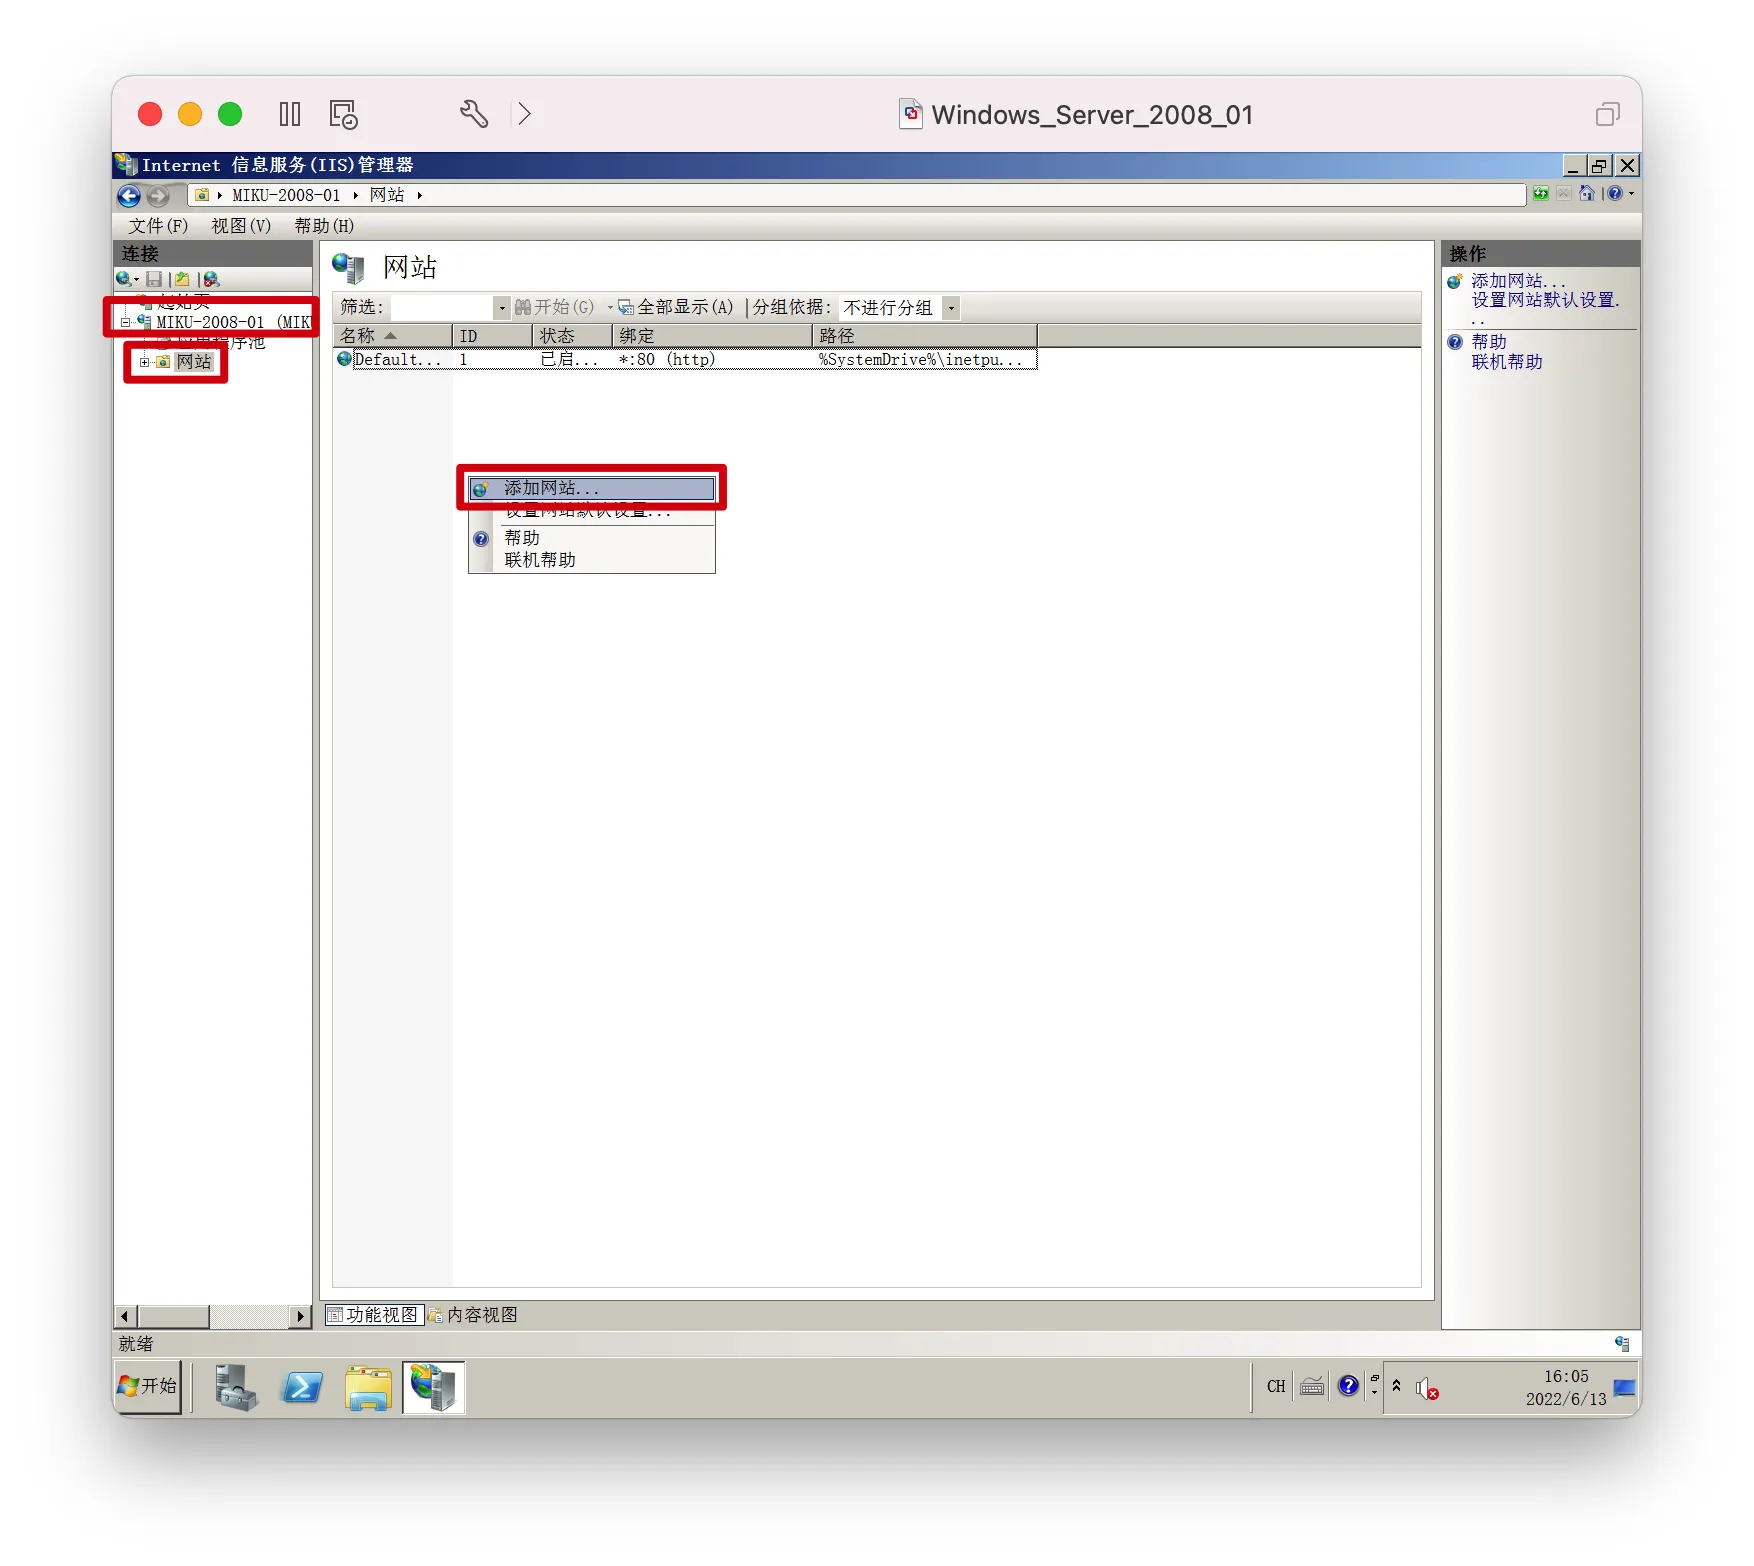 Windows_Server_2008_01
Internet 信息服务(IIS)管理器
MIKU-2008-01 网站
文件(F) 视图(V) 帮助(H)
连接
起始页
MIKU-2008-01 (MIKU
应用程序池
网站
网站
筛选: 开始(G) 全部显示(A) 分组依据: 不进行分组
名称 ID 状态 绑定 路径
Default... 1 已启... *:80 (http) %SystemDrive%\inetpu...
添加网站...
设置网站默认设置...
帮助
联机帮助
操作
添加网站...
设置网站默认设置.
..
帮助
联机帮助
功能视图 内容视图
就绪
开始
CH
16:05
2022/6/13